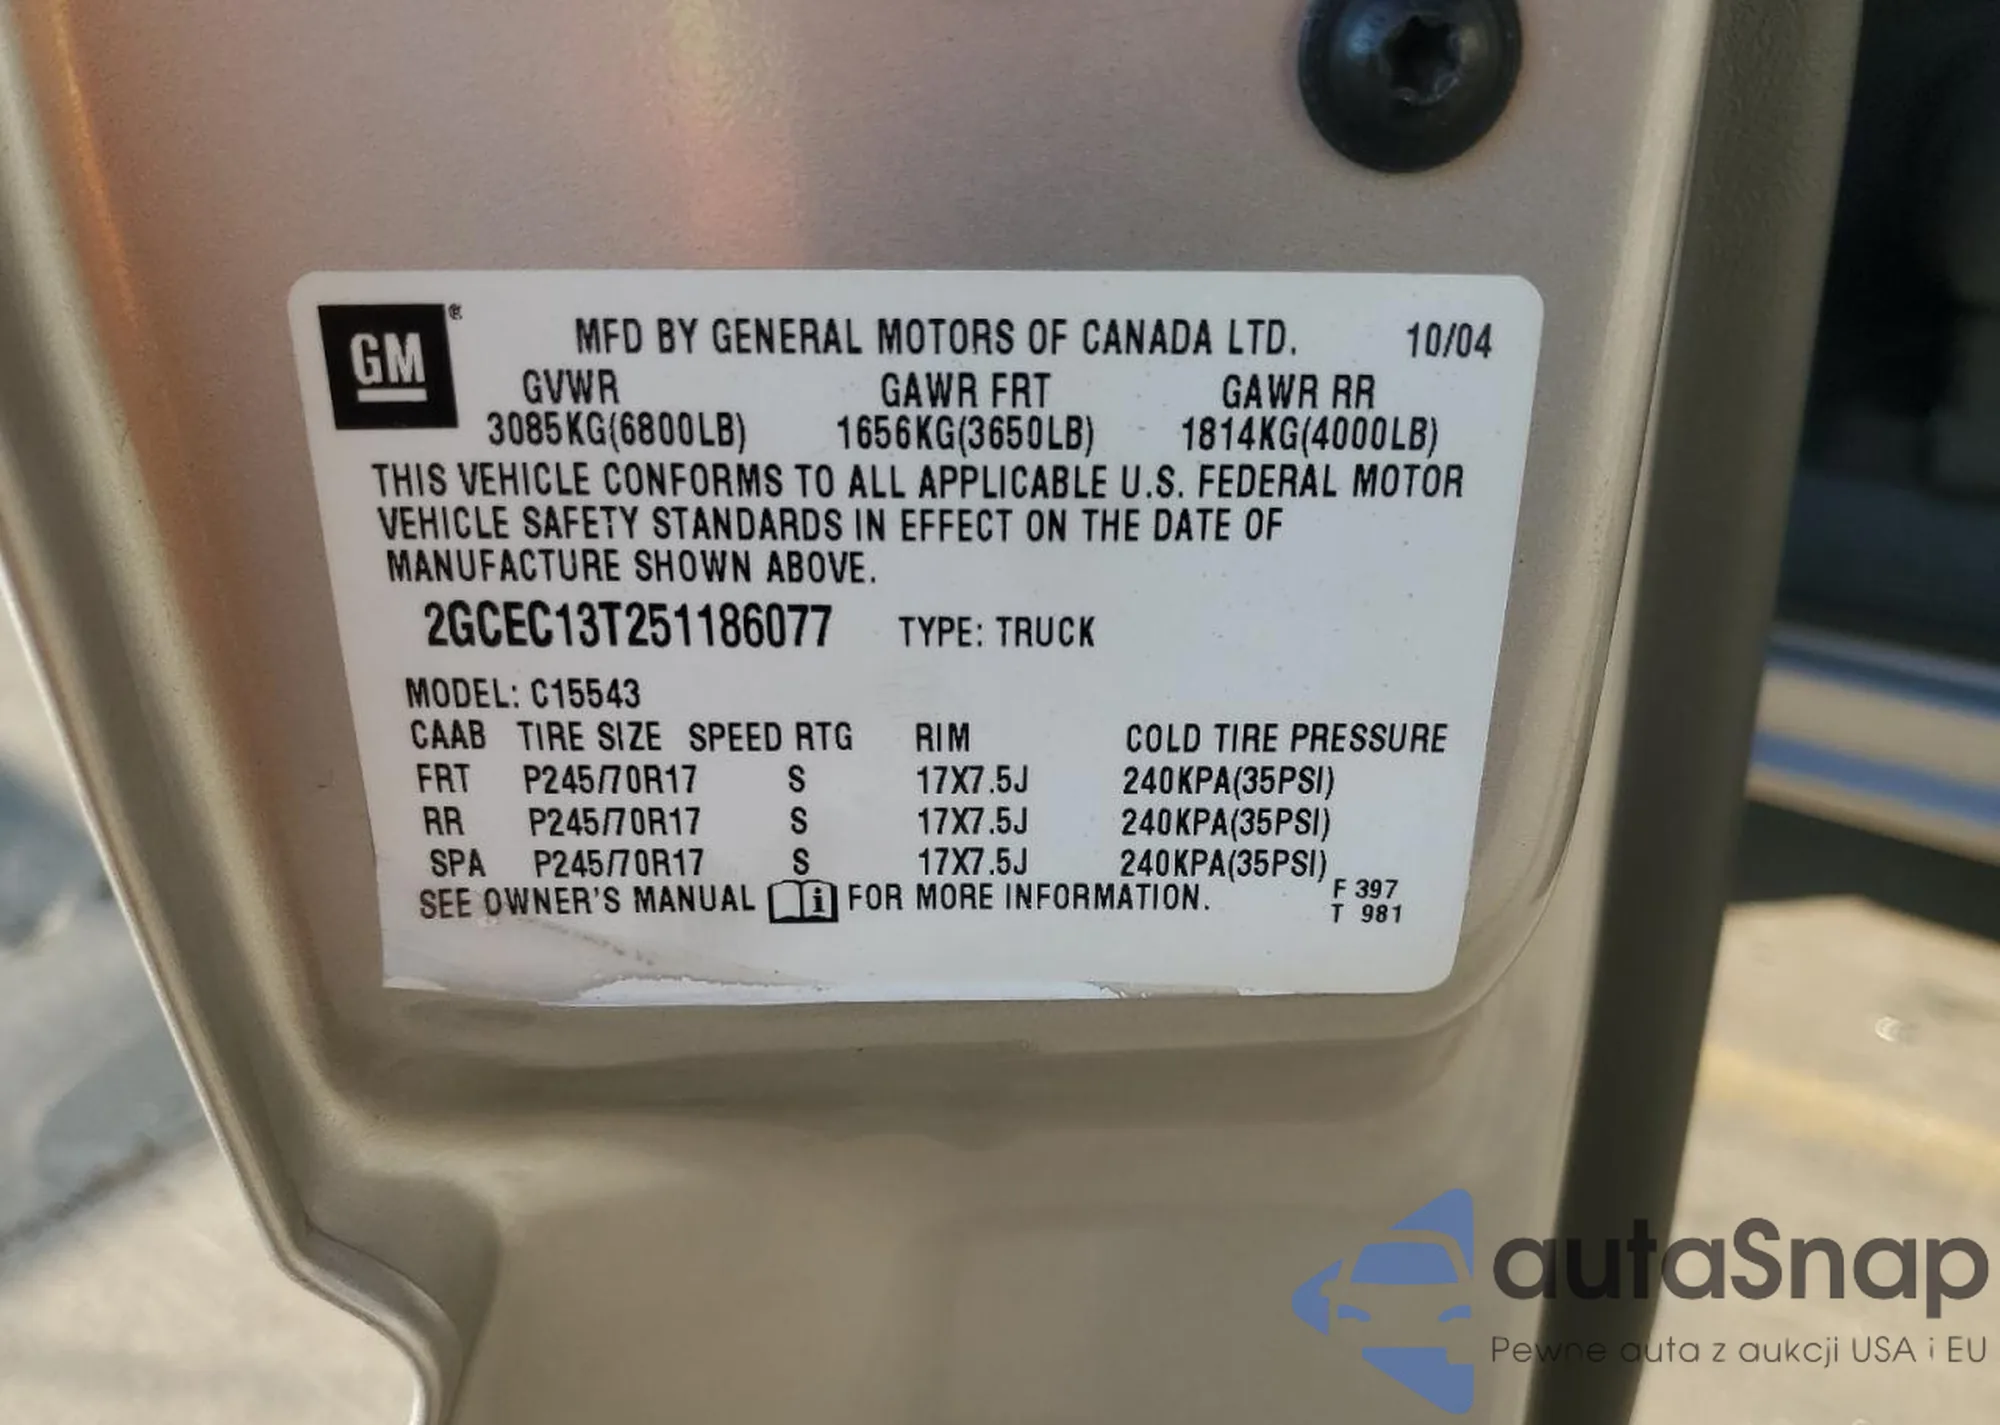 GM®
MFD BY GENERAL MOTORS OF CANADA LTD. 10/04
GVWR GAWR FRT GAWR RR
3085KG(6800LB) 1656KG(3650LB) 1814KG(4000LB)
THIS VEHICLE CONFORMS TO ALL APPLICABLE U.S. FEDERAL MOTOR
VEHICLE SAFETY STANDARDS IN EFFECT ON THE DATE OF
MANUFACTURE SHOWN ABOVE.
2GCEC13T251186077 TYPE: TRUCK
MODEL: C15543
CAAB TIRE SIZE SPEED RTG RIM COLD TIRE PRESSURE
FRT P245/70R17 S 17X7.5J 240KPA(35PSI)
RR P245/70R17 S 17X7.5J 240KPA(35PSI)
SPA P245/70R17 S 17X7.5J 240KPA(35PSI)
SEE OWNER'S MANUAL i FOR MORE INFORMATION.
F 397
T 981
autaSnap
Pewne auta z aukcji USA i EU